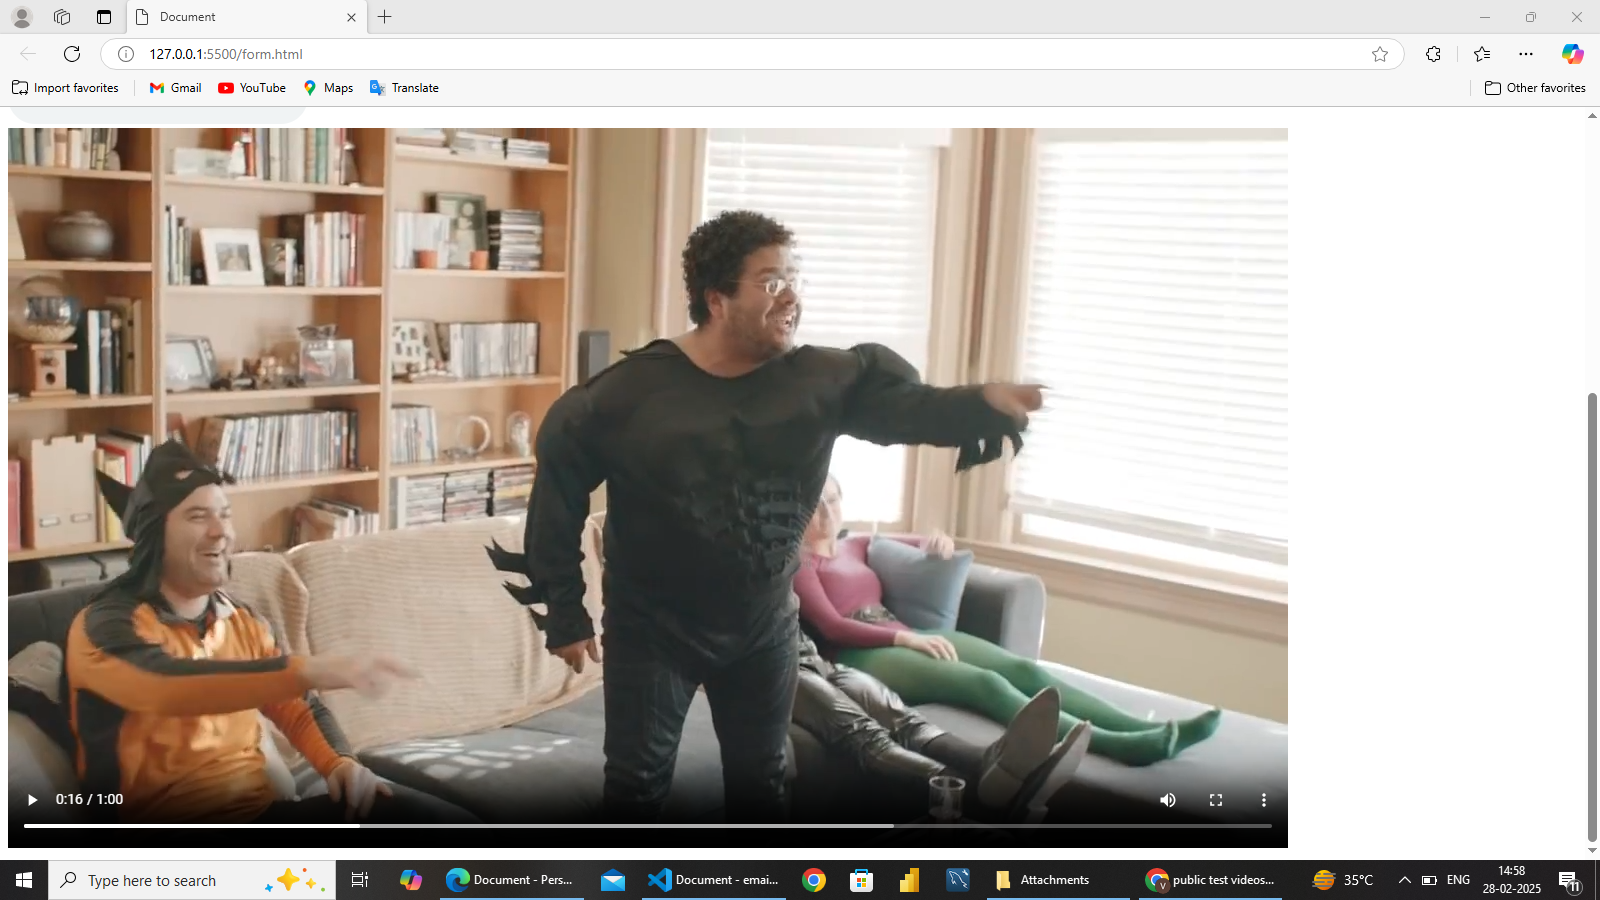 Document
127.0.0.1:5500/form.html
Import favorites
Gmail
YouTube
Maps
Translate
Other favorites
0:16 / 1:00
Type here to search
Document - Pers...
Document - emai...
Attachments
public test videos...
35°C
ENG
14:58
28-02-2025
11